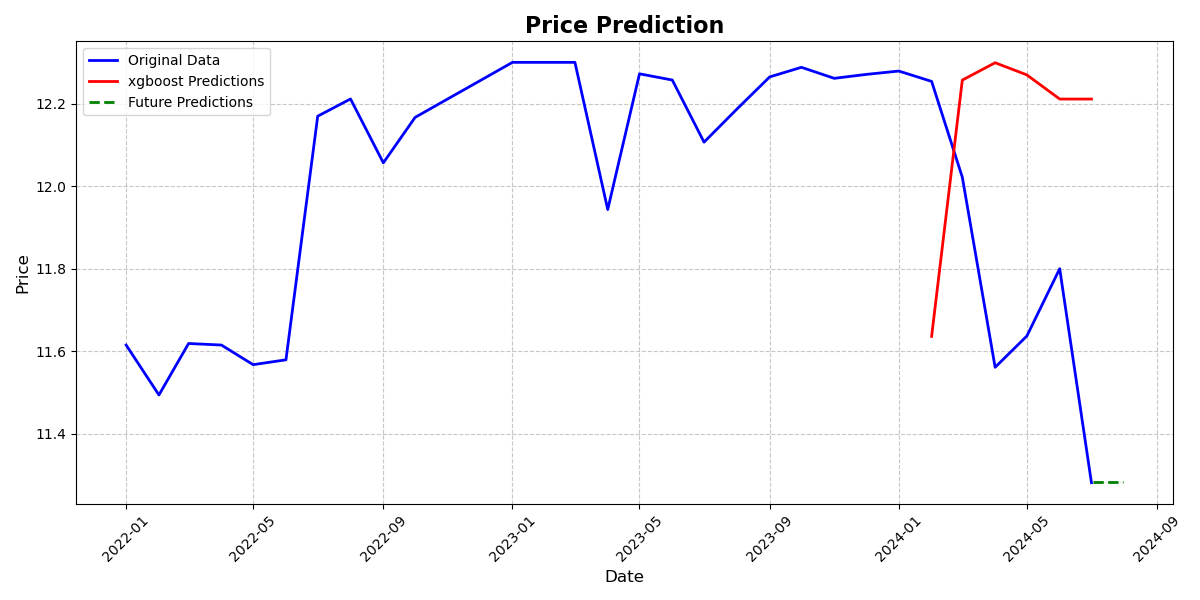 Price Prediction
Original Data
xgboost Predictions
Future Predictions
Price
12.2
12.0
11.8
11.6
11.4
2022-01
2022-05
2022-09
2023-01
2023-05
2023-09
2024-01
2024-05
2024-09
Date